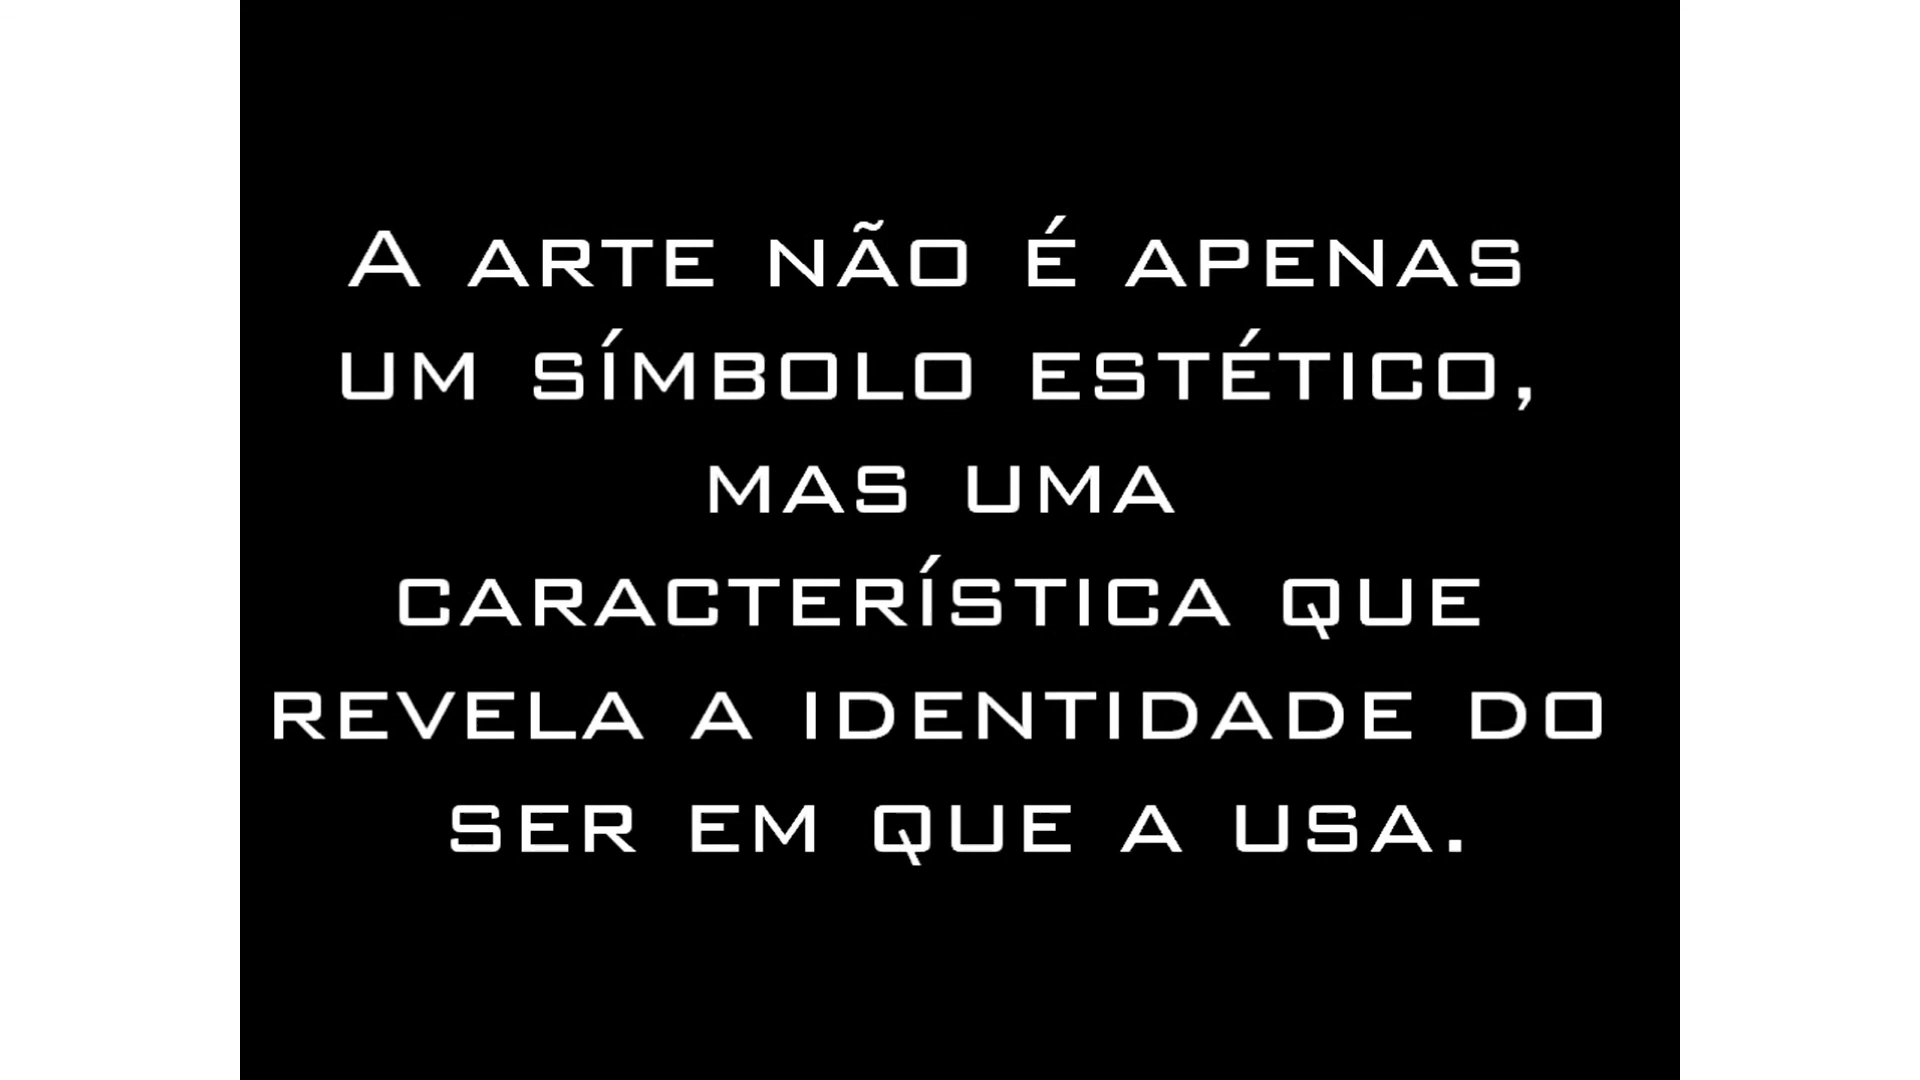 A ARTE NÃO É APENAS
UM SÍMBOLO ESTÉTICO,
MAS UMA
CARACTERÍSTICA QUE
REVELA A IDENTIDADE DO
SER EM QUE A USA.